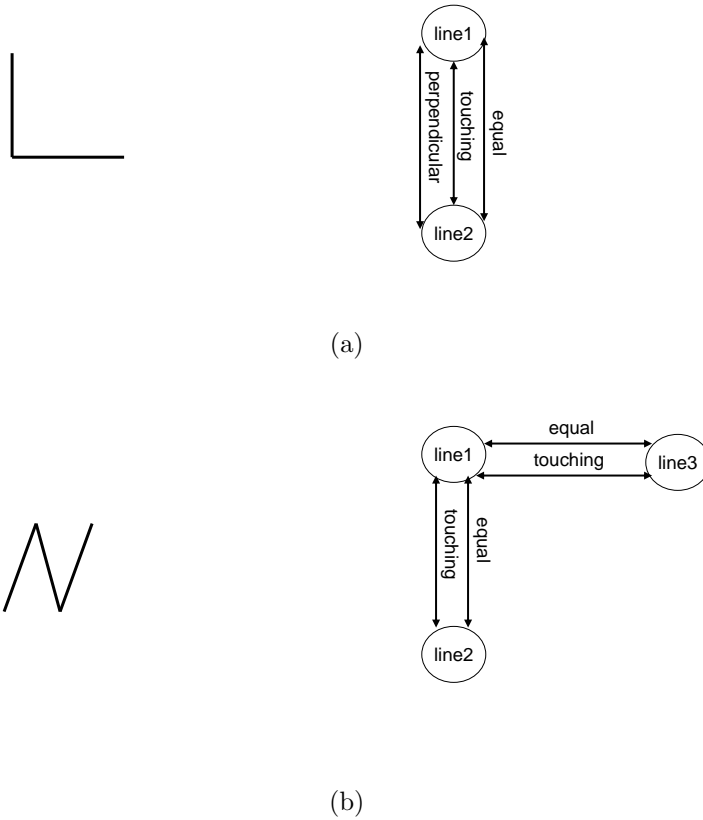 line1
perpendicular
touching
equal
line2
(a)
line1
equal
touching
line3
touching
equal
line2
(b)